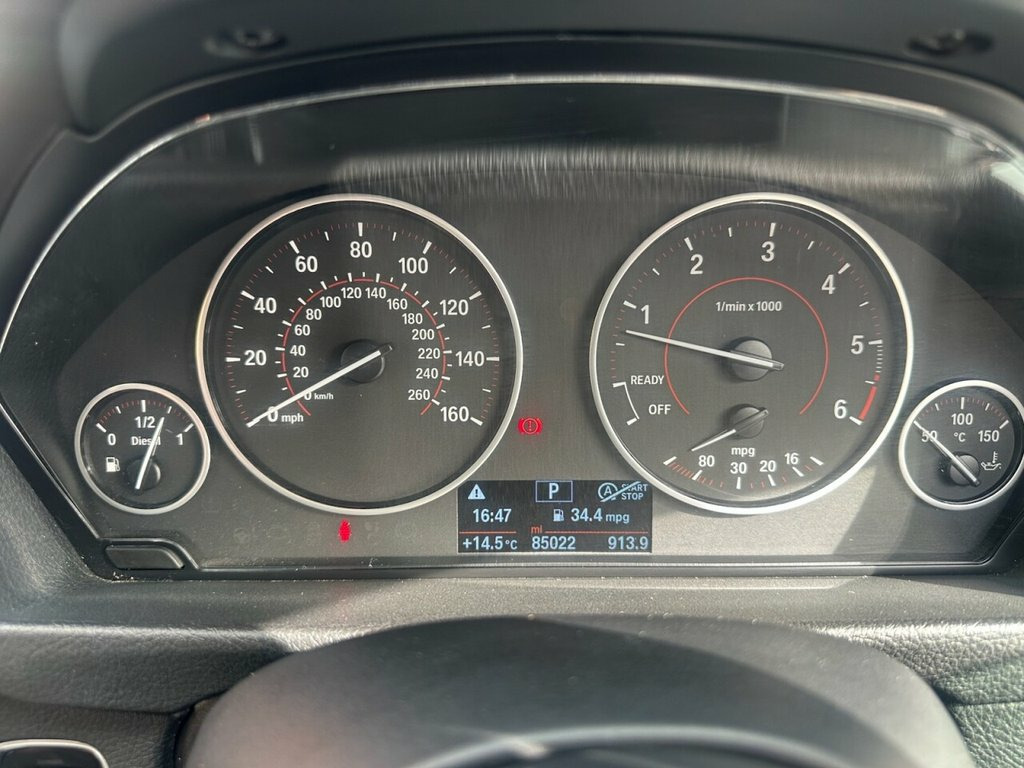 80
60 100
40 120
20 140
0 mph 160
120 140
100 160
80 180
60 200
40 220
20 240
0 km/h 260
1/2
0 1
Diesel
3
2 4
1 5
6
1/min x 1000
READY
OFF
mpg
80 30 20 16
100
50 °C 150
P
A START
STOP
16:47 34.4 mpg
mi
+14.5°C 85022 913.9